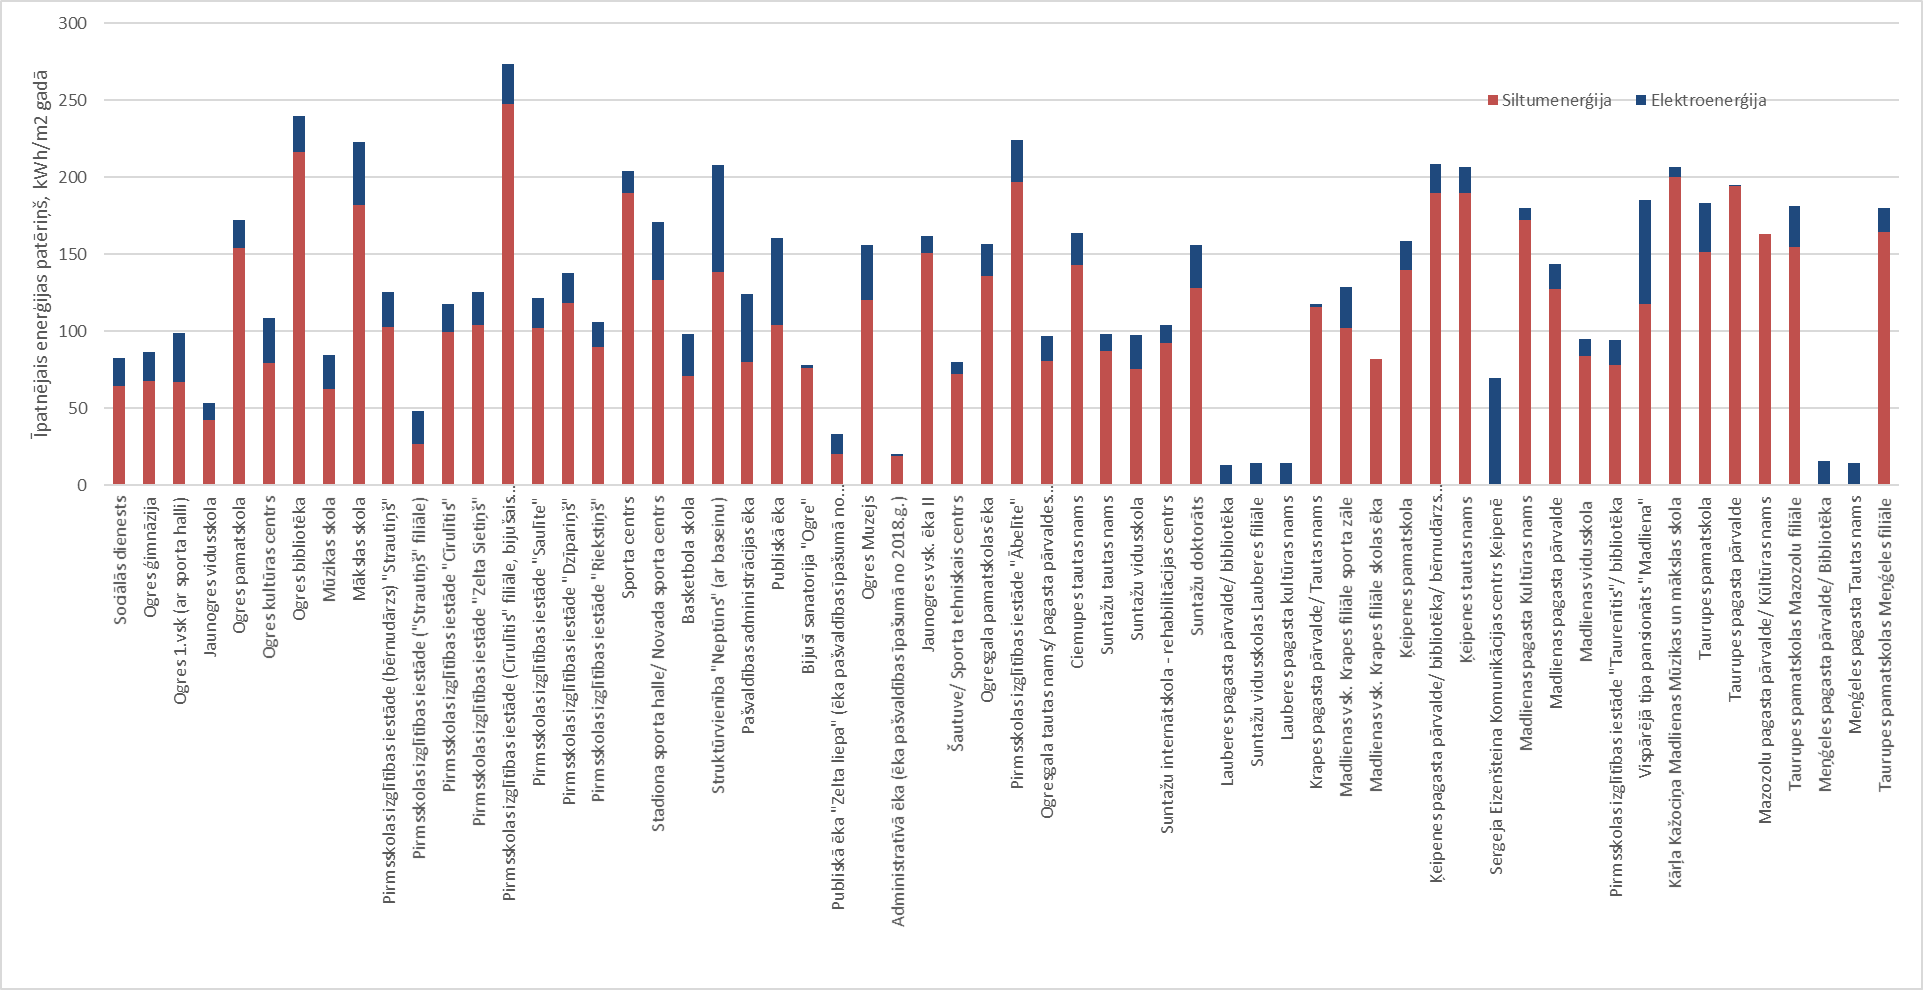 300
250
200
150
100
50
0
Īpatnējais enerģijas patēriņš, kWh/m2 gadā
Siltumenerģija
Elektroenerģija
Sociālās dienests
Ogres ģimnāzija
Ogres 1.vsk (ar sporta halli)
Jaunogres vidusskola
Ogres pamatskola
Ogres kultūras centrs
Ogres bibliotēka
Mūzikas skola
Mākslas skola
Pirmsskolas izglītības iestāde (bērnudārzs) "Strautiņš"
Pirmsskolas izglītības iestāde ("Strautiņš" filiāle)
Pirmsskolas izglītības iestāde "Cīrulītis"
Pirmsskolas izglītības iestāde "Zelta Sietiņš"
Pirmsskolas izglītības iestāde (Cīrulītis" filiāle, bijušais...
Pirmsskolas izglītības iestāde "Saulīte"
Pirmsskolas izglītības iestāde "Dzīpariņš"
Pirmsskolas izglītības iestāde "Riekstiņš"
Sporta centrs
Stadiona sporta halle/ Novada sporta centrs
Basketbola skola
Struktūrvienība "Neptūns" (ar baseinu)
Pašvaldības administrācijas ēka
Publiskā ēka
Bijusī sanatorija "Ogre"
Publiskā ēka "Zelta liepa" (ēka pašvaldības īpašumā no...
Administratīvā ēka (ēka pašvaldības īpašumā no 2018.g.)
Ogres Muzejs
Jaunogres vsk. ēka II
Šautuve/ Sporta tehniskais centrs
Ogresgala pamatskolas ēka
Pirmsskolas izglītības iestāde "Ābelīte"
Ogresgala tautas nams/ pagasta pārvaldes...
Ciemupes tautas nams
Suntažu tautas nams
Suntažu vidusskola
Suntažu internātskola - rehabilitācijas centrs
Suntažu doktorāts
Lauberes pagasta pārvalde/ bibliotēka
Suntažu vidusskolas Lauberes filiāle
Lauberes pagasta kultūras nams
Krapes pagasta pārvalde/ Tautas nams
Madlienas vsk. Krapes filiāle sporta zāle
Madlienas vsk. Krapes filiāle skolas ēka
Ķeipenes pamatskola
Ķeipenes pagasta pārvalde/ bibliotēka/ bērnudārzs...
Ķeipenes tautas nams
Sergeja Eizenšteina Komunikācijas centrs Ķeipenē
Madlienas pagasta Kultūras nams
Madlienas pagasta pārvalde
Madlienas vidusskola
Pirmsskolas izglītības iestāde "Taurenītis"/ bibliotēka
Vispārējā tipa pansionāts "Madliena"
Kārļa Kažociņa Madlienas Mūzikas un mākslas skola
Taurupes pamatskola
Taurupes pagasta pārvalde
Mazozolu pagasta pārvalde/ Kūltūras nams
Taurupes pamatskolas Mazozolu filiāle
Meņģeles pagasta pārvalde/ Bibliotēka
Meņģeles pagasta Tautas nams
Taurupes pamatskolas Meņģeles filiāle